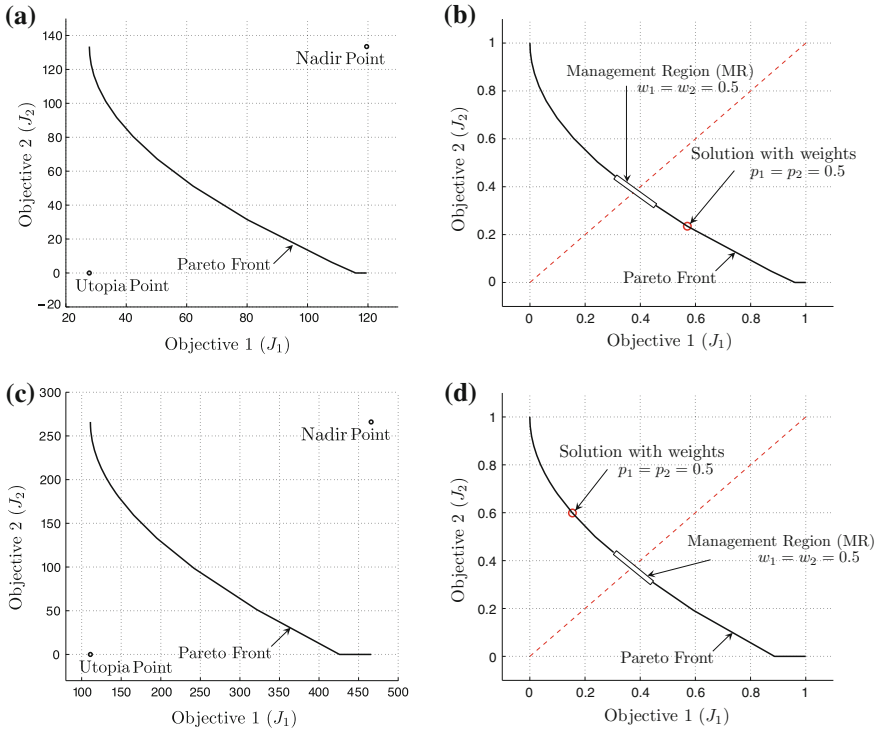 (a)
140
120
100
80
60
40
20
0
−20
20
40
60
80
100
120
Objective 2 (J₂)
Objective 1 (J₁)
Nadir Point
Pareto Front
Utopia Point
(b)
1
0.8
0.6
0.4
0.2
0
0
0.2
0.4
0.6
0.8
1
Objective 2 (J₂)
Objective 1 (J₁)
Management Region (MR)
w₁ = w₂ = 0.5
Solution with weights
p₁ = p₂ = 0.5
Pareto Front
(c)
300
250
200
150
100
50
0
100
150
200
250
300
350
400
450
500
Objective 2 (J₂)
Objective 1 (J₁)
Nadir Point
Pareto Front
Utopia Point
(d)
1
0.8
0.6
0.4
0.2
0
0
0.2
0.4
0.6
0.8
1
Objective 2 (J₂)
Objective 1 (J₁)
Solution with weights
p₁ = p₂ = 0.5
Management Region (MR)
w₁ = w₂ = 0.5
Pareto Front